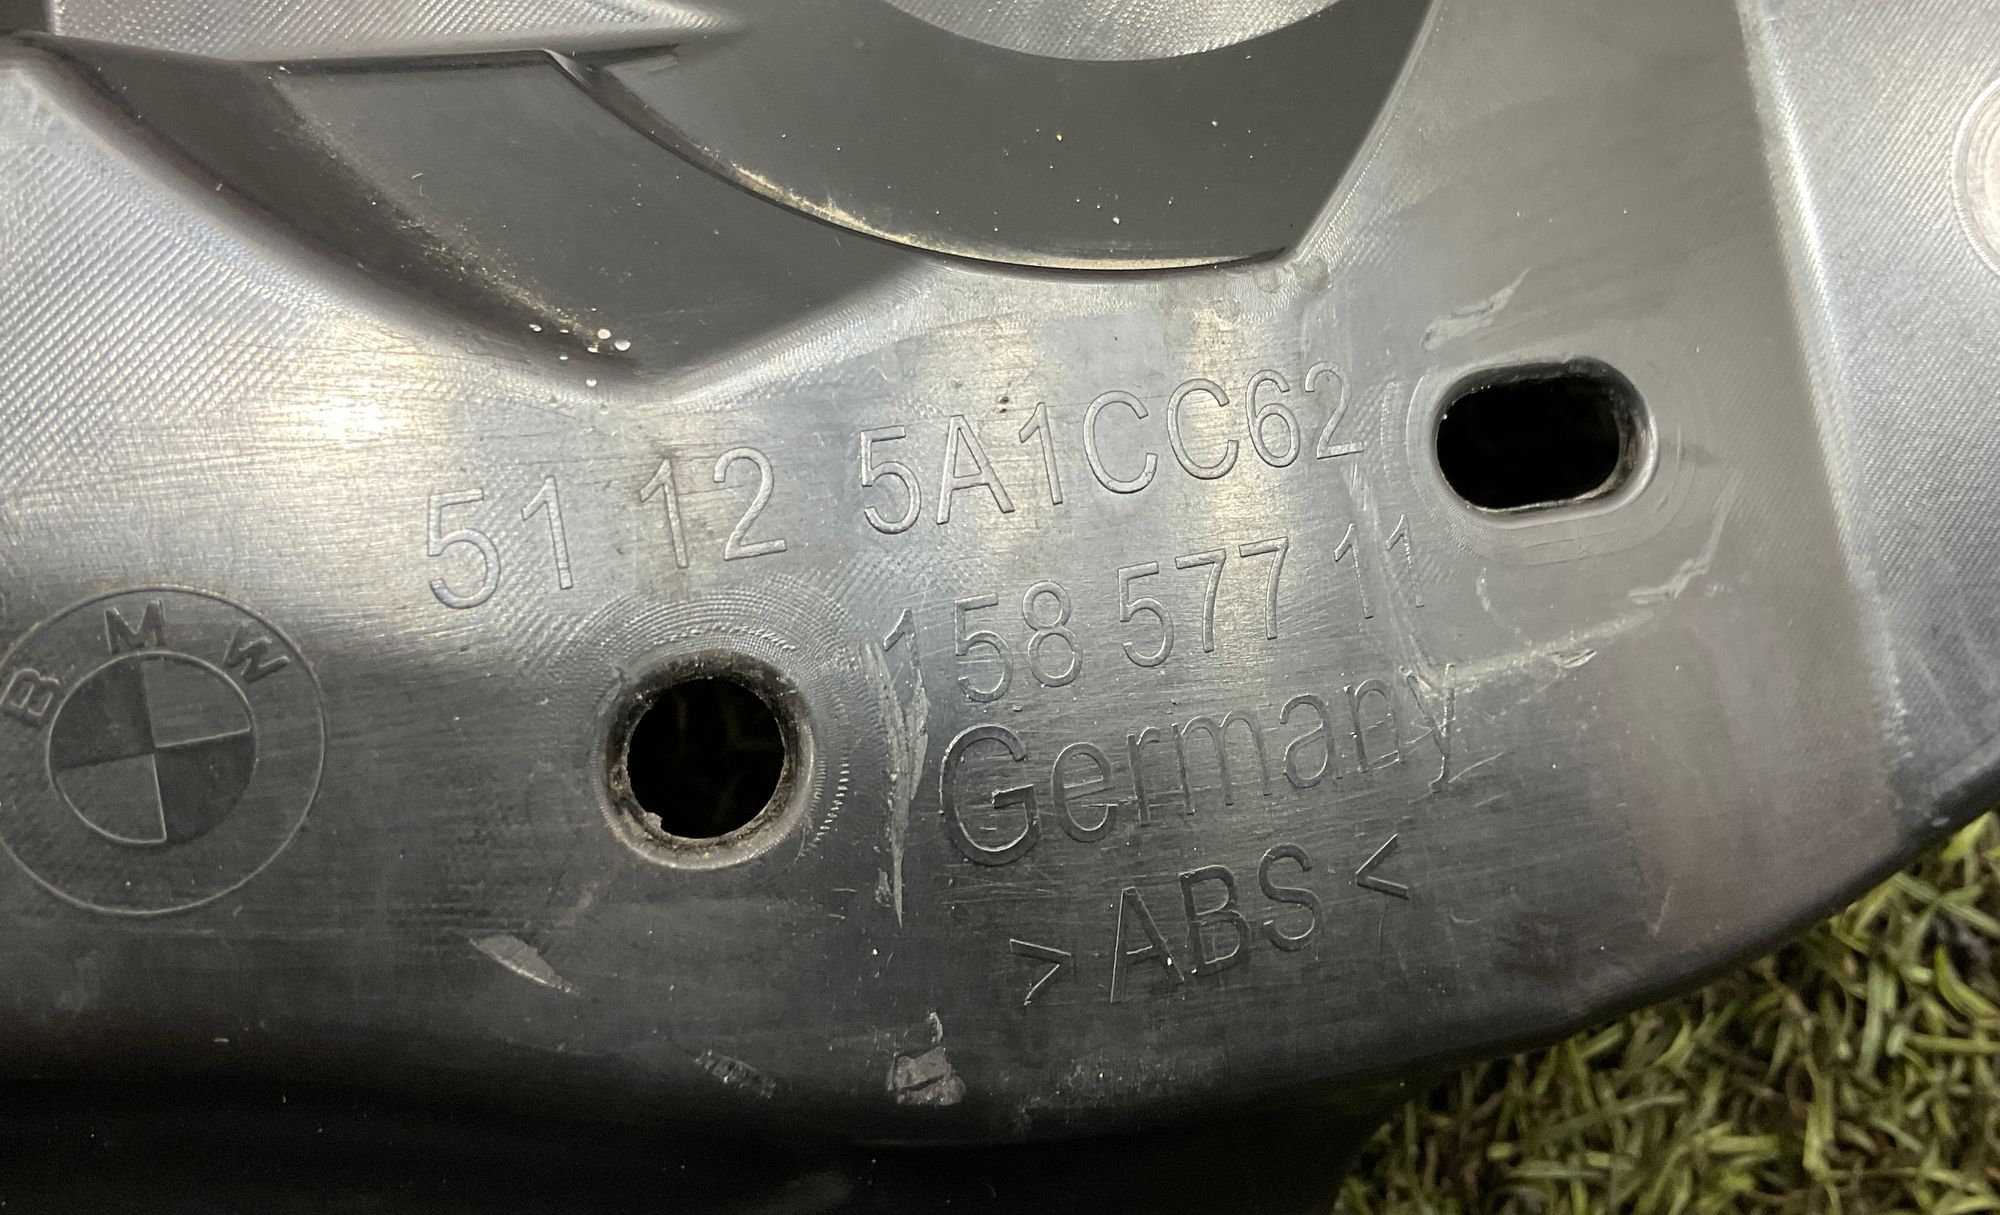 51 12 5A1CC62
158 577 11
Germany
>ABS<
BMW